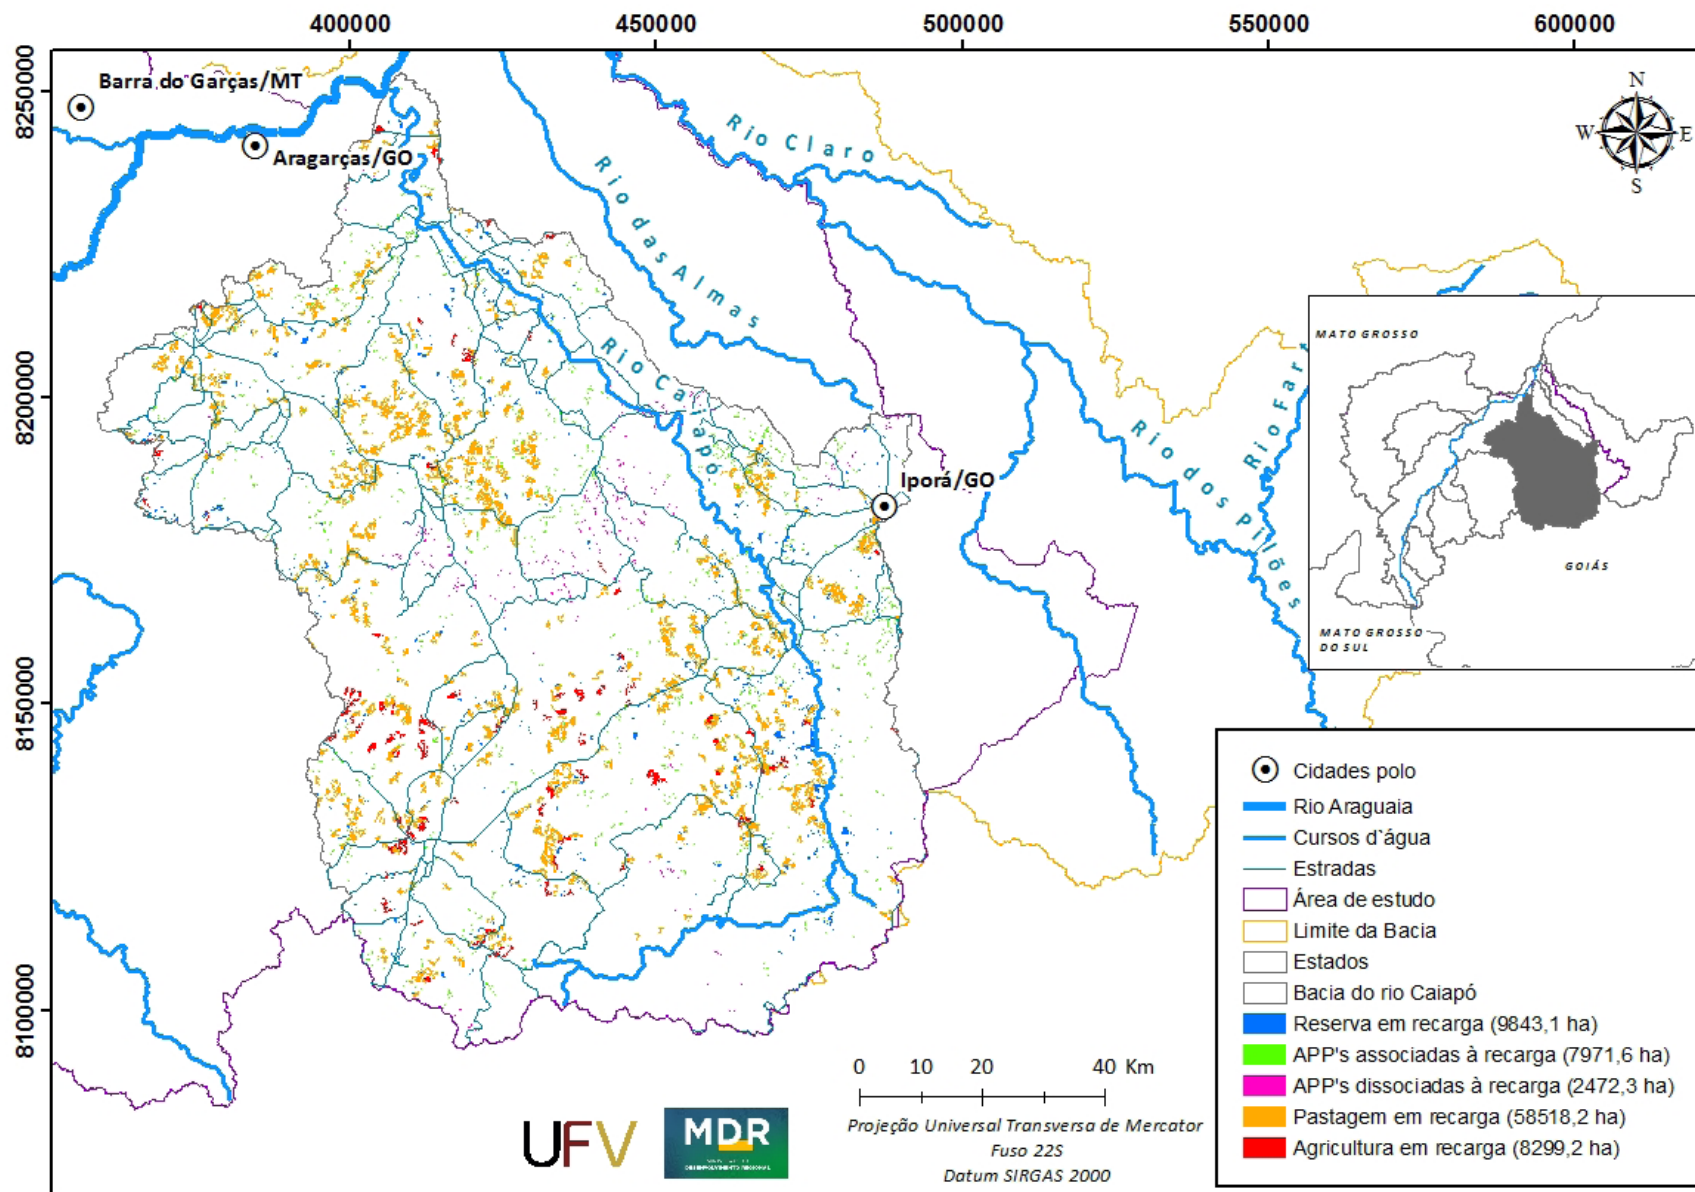 400000
450000
500000
550000
600000
8250000
8200000
8150000
8100000
Barra do Garças/MT
Aragarças/GO
Iporá/GO
Rio Claro
Rio das Almas
Rio Caiapó
Rio dos Pilões
Rio Far
N
W
E
S
MATO GROSSO
GOIÁS
MATO GROSSO
DO SUL
Cidades polo
Rio Araguaia
Cursos d`água
Estradas
Área de estudo
Limite da Bacia
Estados
Bacia do rio Caiapó
Reserva em recarga (9843,1 ha)
APP's associadas à recarga (7971,6 ha)
APP's dissociadas à recarga (2472,3 ha)
Pastagem em recarga (58518,2 ha)
Agricultura em recarga (8299,2 ha)
0 10 20 40 Km
Projeção Universal Transversa de Mercator
Fuso 22S
Datum SIRGAS 2000
UFV
MDR
DESENVOLVIMENTO REGIONAL